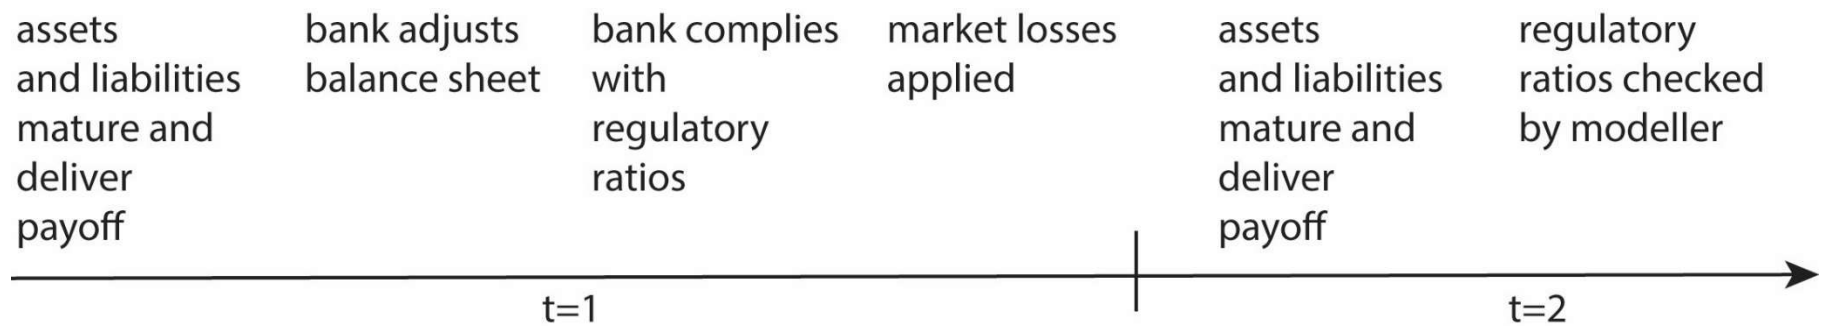 assets
and liabilities
mature and
deliver
payoff
bank adjusts
balance sheet
bank complies
with
regulatory
ratios
market losses
applied
assets
and liabilities
mature and
deliver
payoff
regulatory
ratios checked
by modeller
t=1
t=2